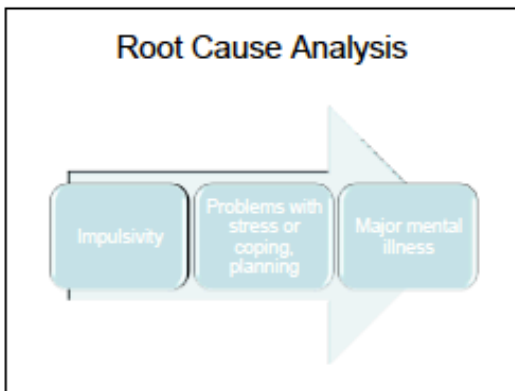 Root Cause Analysis
Impulsivity
Problems with
stress or
coping,
planning
Major mental
illness